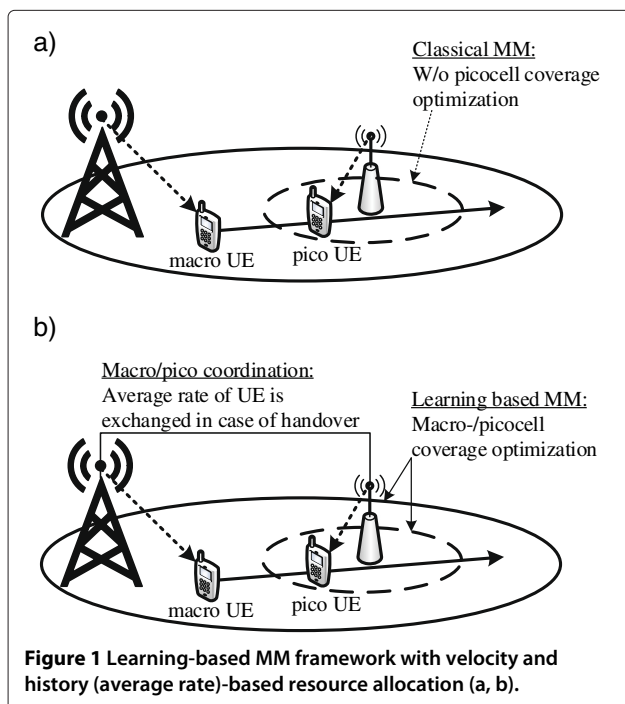 a)
Classical MM:
W/o picocell coverage
optimization
macro UE
pico UE
b)
Macro/pico coordination:
Average rate of UE is
exchanged in case of handover
Learning based MM:
Macro-/picocell
coverage optimization
macro UE
pico UE
Figure 1 Learning-based MM framework with velocity and
history (average rate)-based resource allocation (a, b).